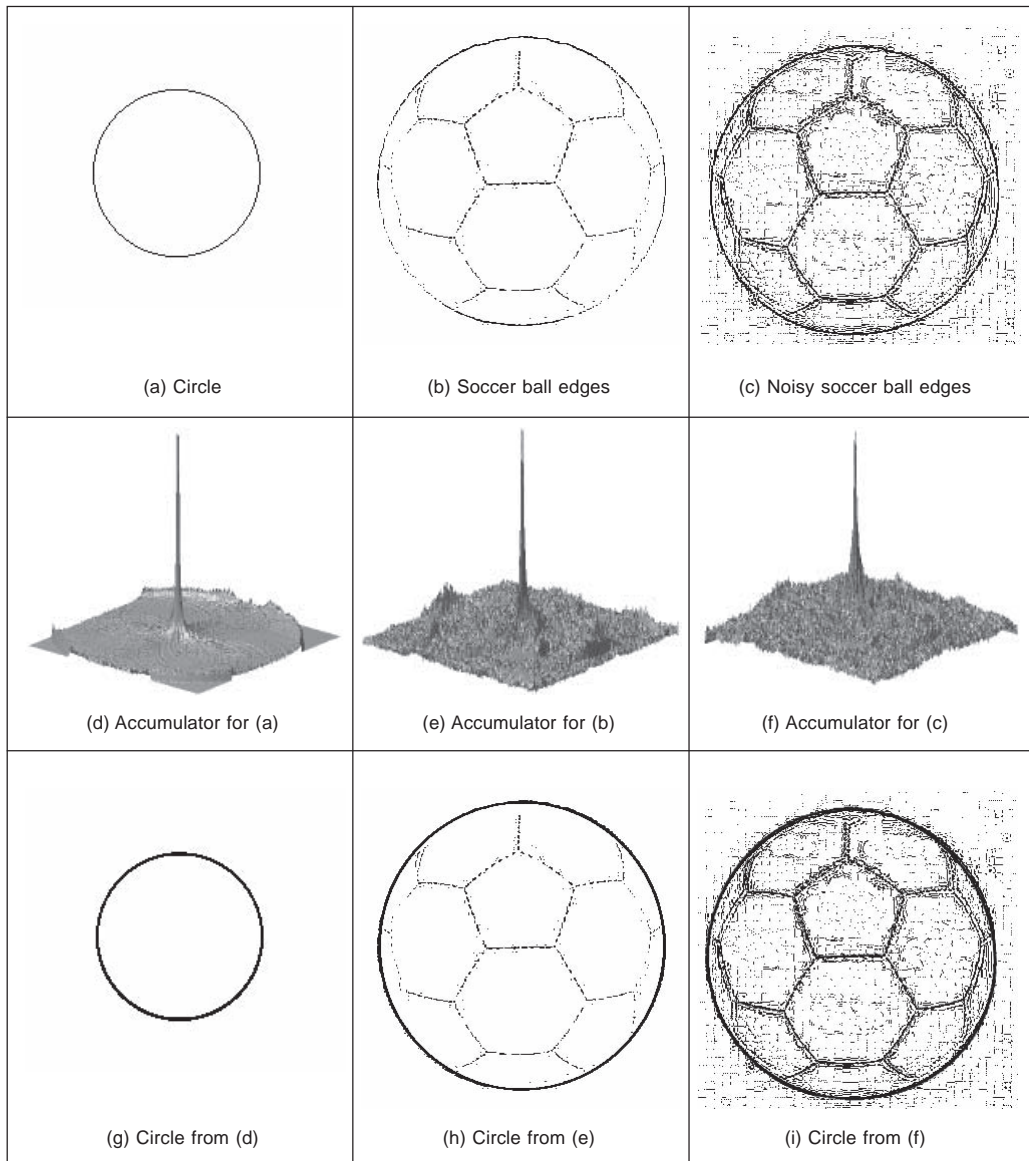 (a) Circle
(b) Soccer ball edges
(c) Noisy soccer ball edges
(d) Accumulator for (a)
(e) Accumulator for (b)
(f) Accumulator for (c)
(g) Circle from (d)
(h) Circle from (e)
(i) Circle from (f)